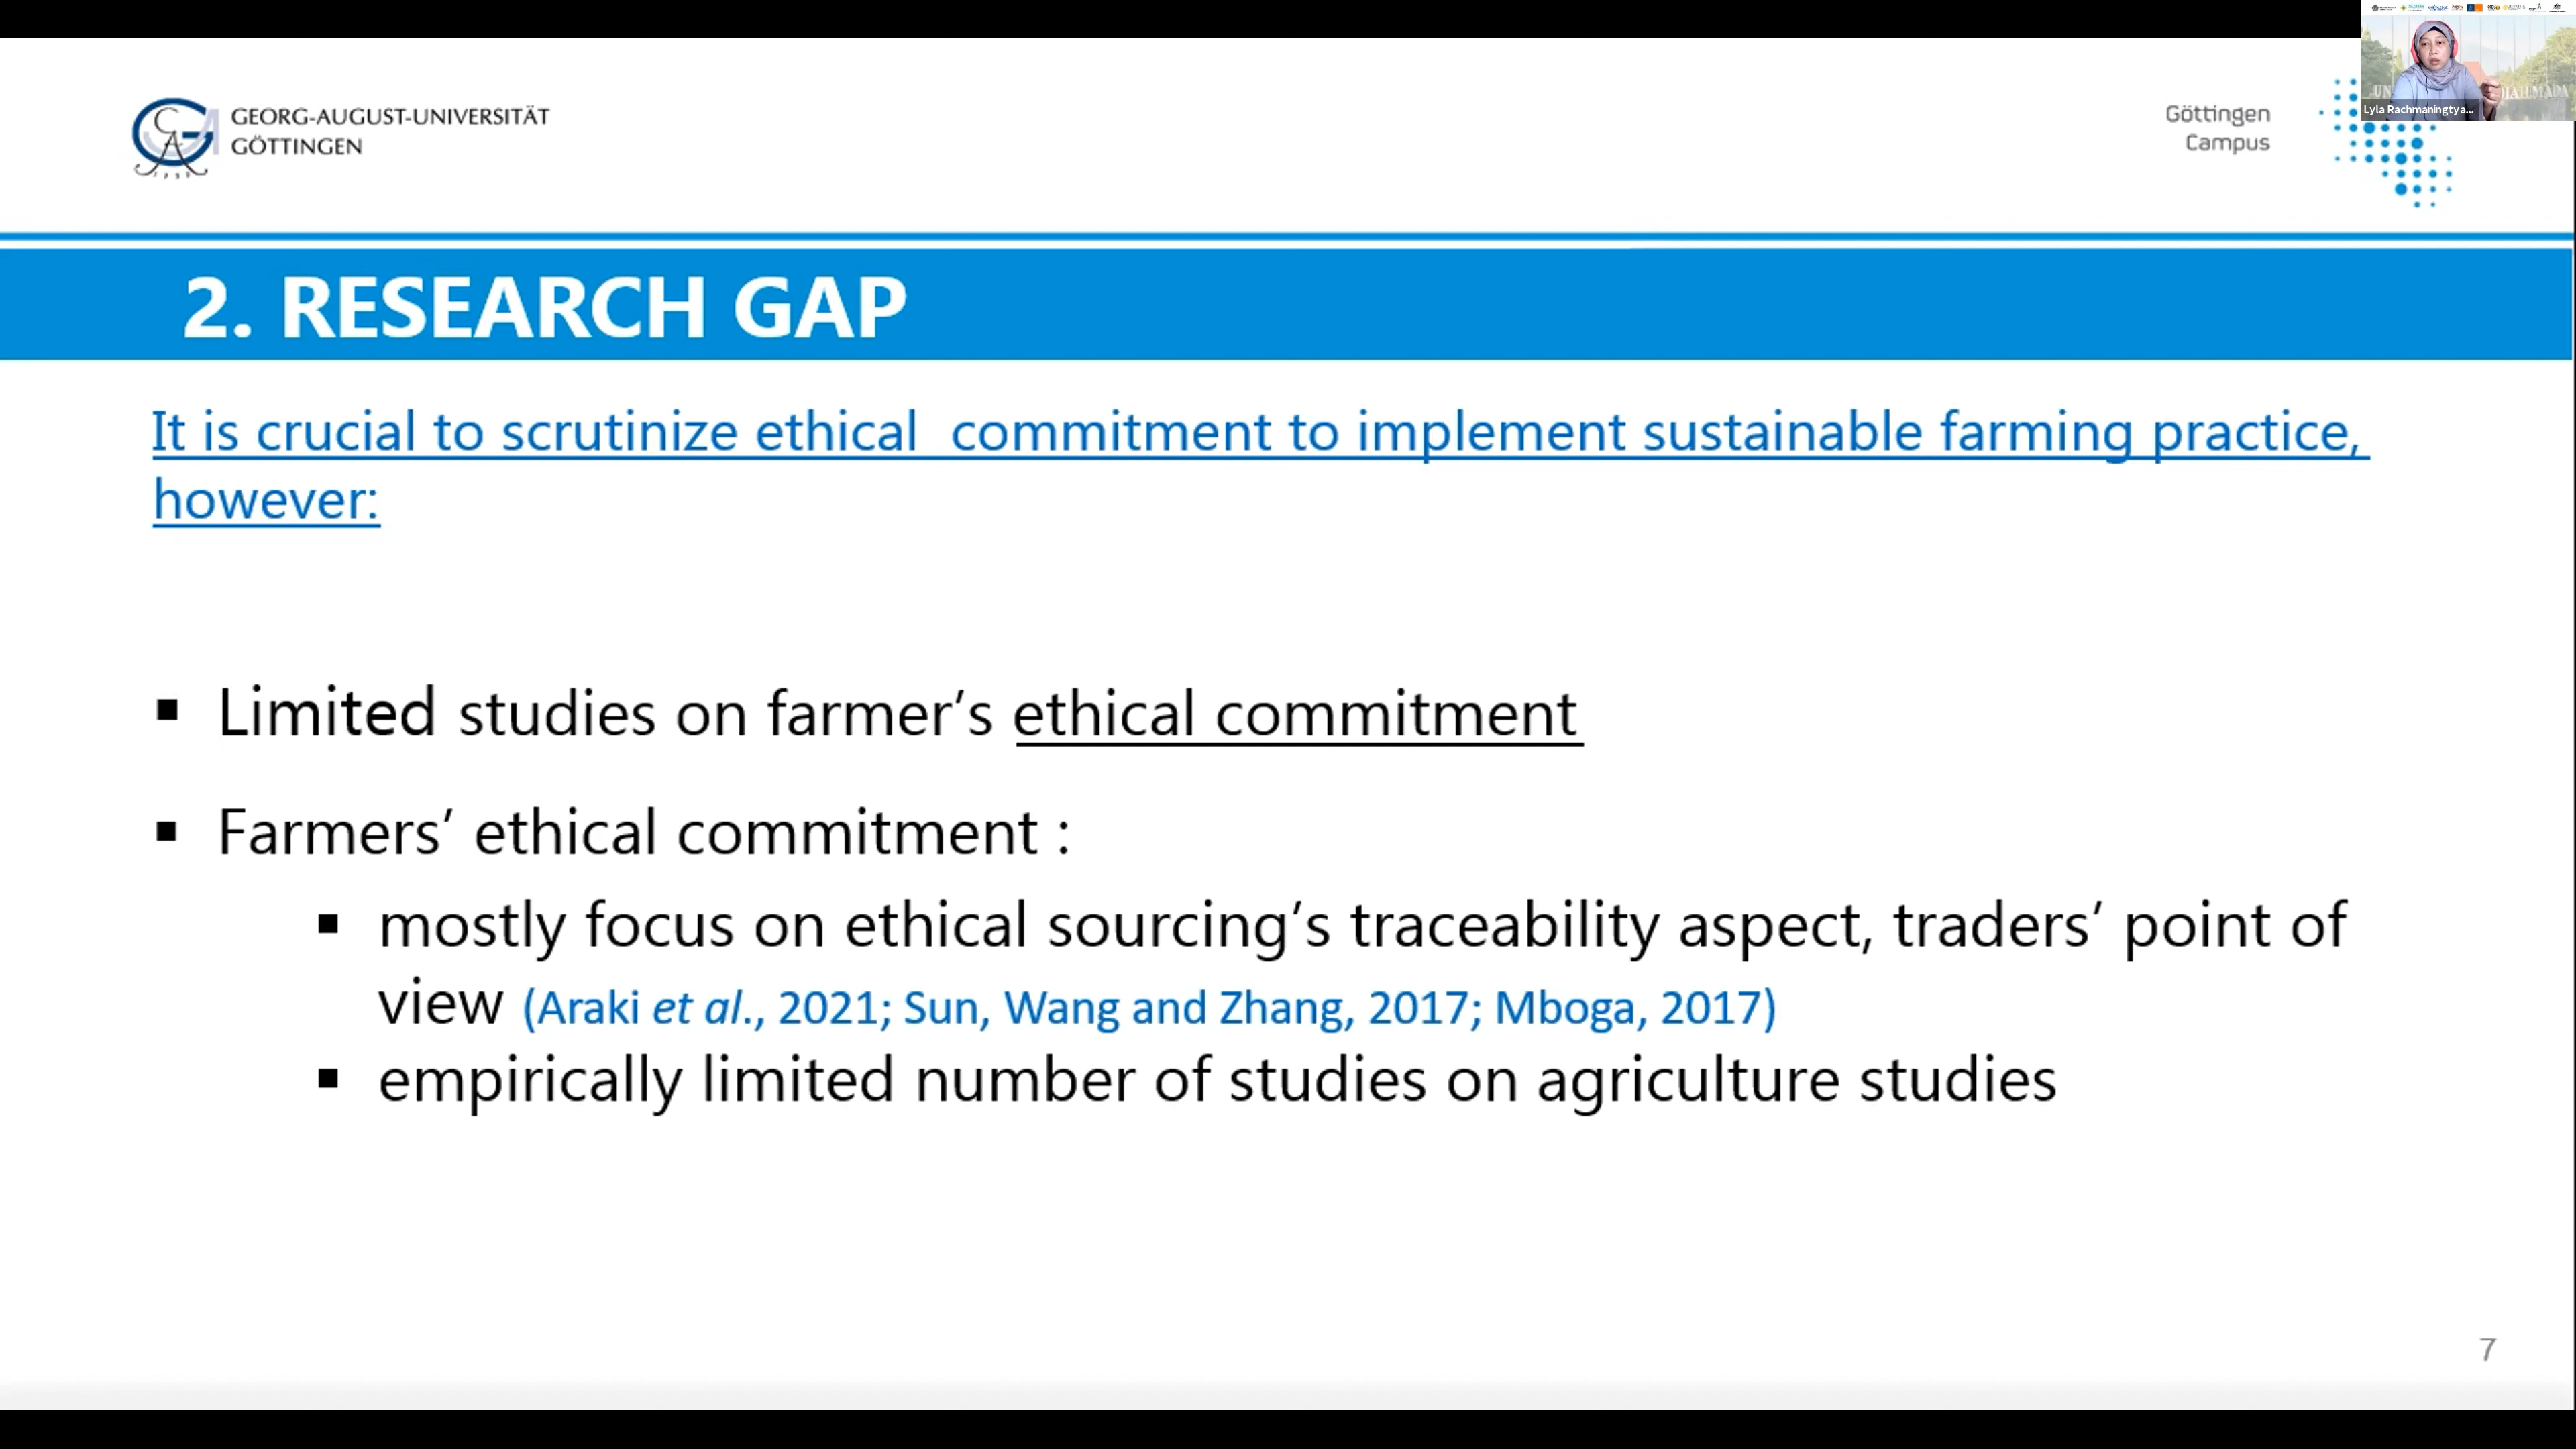 GEORG-AUGUST-UNIVERSITÄT
GÖTTINGEN
Göttingen
Campus
Lyla Rachmaningtya...
2. RESEARCH GAP
It is crucial to scrutinize ethical commitment to implement sustainable farming practice,
however:
▪ Limited studies on farmer’s ethical commitment
▪ Farmers’ ethical commitment :
▪ mostly focus on ethical sourcing’s traceability aspect, traders’ point of
view (Araki et al., 2021; Sun, Wang and Zhang, 2017; Mboga, 2017)
▪ empirically limited number of studies on agriculture studies
7